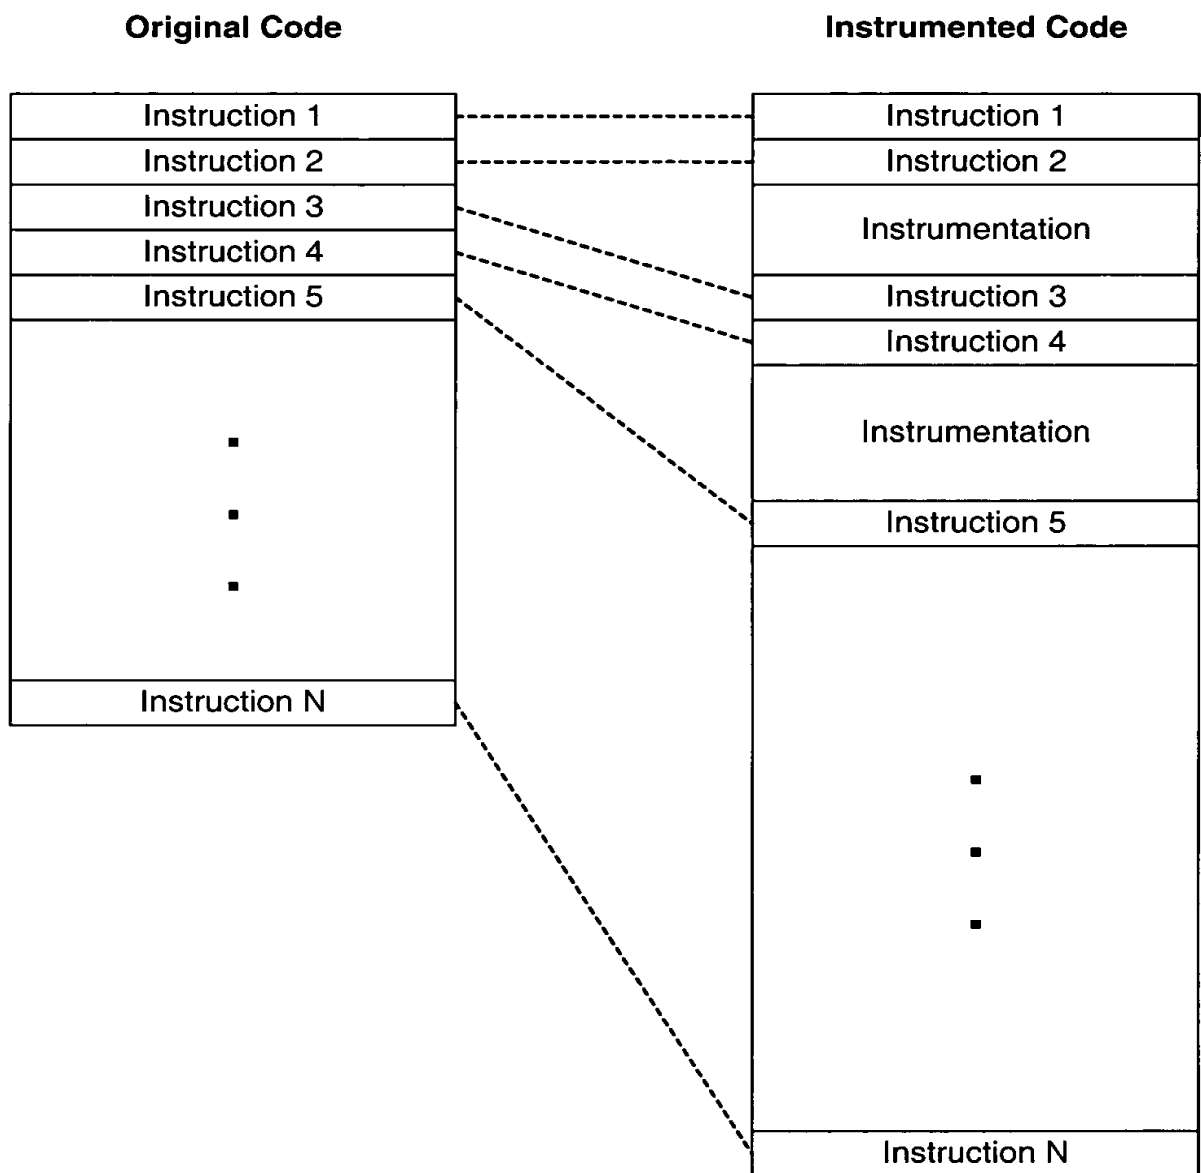 Original Code
Instruction 1
Instruction 2
Instruction 3
Instruction 4
Instruction 5
Instruction N
Instrumented Code
Instruction 1
Instruction 2
Instrumentation
Instruction 3
Instruction 4
Instrumentation
Instruction 5
Instruction N